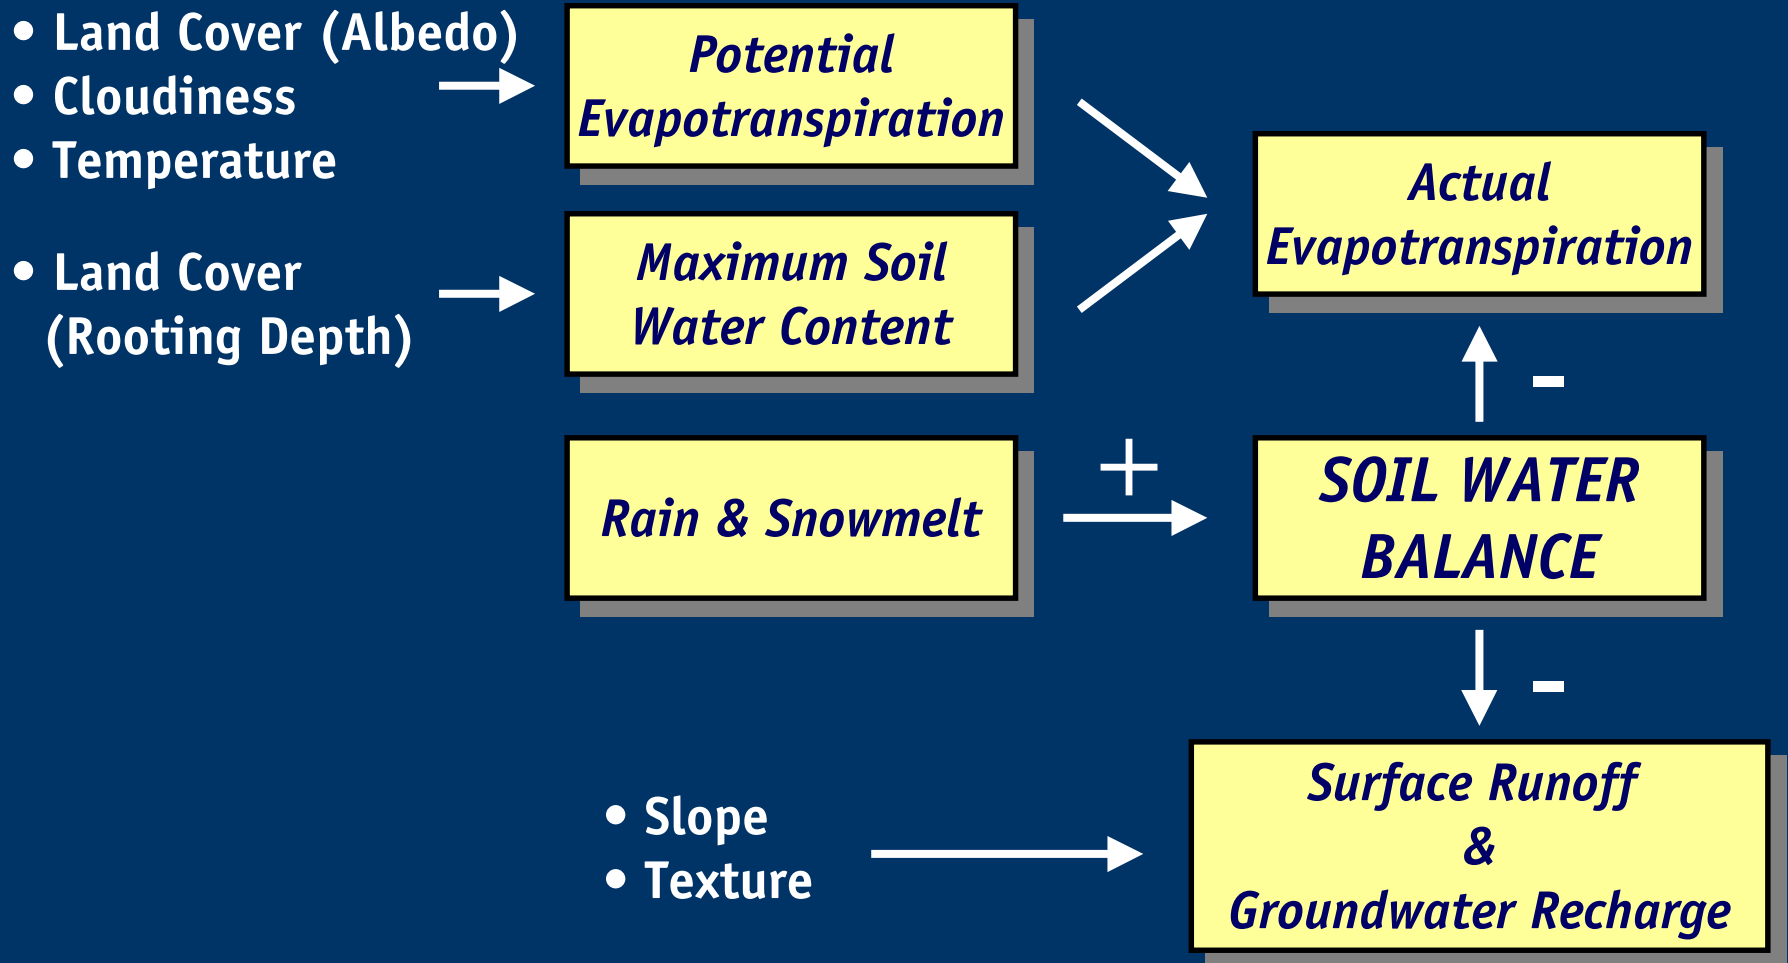 • Land Cover (Albedo)
• Cloudiness
• Temperature
• Land Cover
(Rooting Depth)
Potential
Evapotranspiration
Maximum Soil
Water Content
Actual
Evapotranspiration
-
Rain & Snowmelt
+
SOIL WATER
BALANCE
-
• Slope
• Texture
Surface Runoff
&
Groundwater Recharge